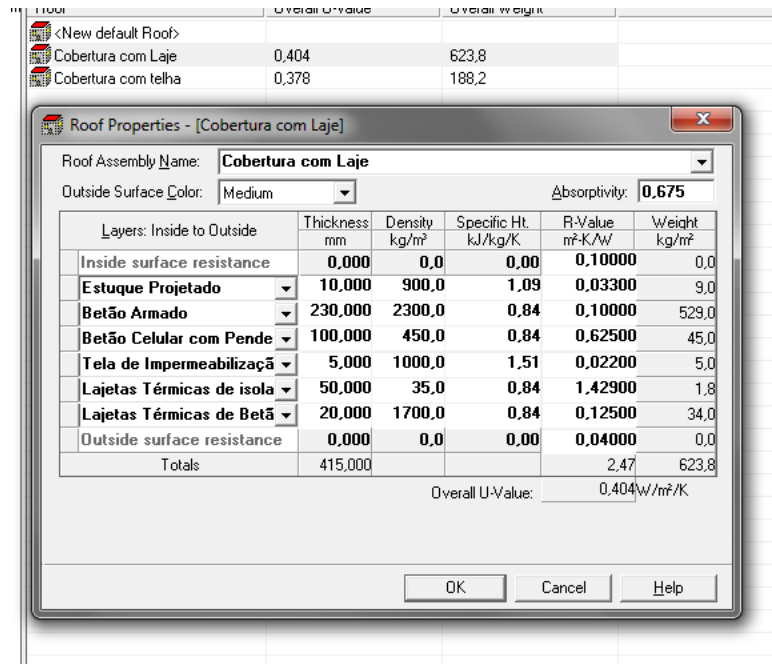 Overall U-Value Overall Weight
<New default Roof>
Cobertura com Laje 0,404 623,8
Cobertura com telha 0,378 188,2
Roof Properties - [Cobertura com Laje]
Roof Assembly Name: Cobertura com Laje
Outside Surface Color: Medium Absorptivity: 0,675
Layers: Inside to Outside Thickness Density Specific Ht. R-Value Weight
mm kg/m³ kJ/kg/K m²-K/W kg/m²
Inside surface resistance 0,000 0,0 0,00 0,10000 0,0
Estuque Projetado 10,000 900,0 1,09 0,03300 9,0
Betão Armado 230,000 2300,0 0,84 0,10000 529,0
Betão Celular com Pende 100,000 450,0 0,84 0,62500 45,0
Tela de Impermeabilizaçã 5,000 1000,0 1,51 0,02200 5,0
Lajetas Térmicas de isola 50,000 35,0 0,84 1,42900 1,8
Lajetas Térmicas de Betã 20,000 1700,0 0,84 0,12500 34,0
Outside surface resistance 0,000 0,0 0,00 0,04000 0,0
Totals 415,000 2,47 623,8
Overall U-Value: 0,404 W/m²/K
OK Cancel Help